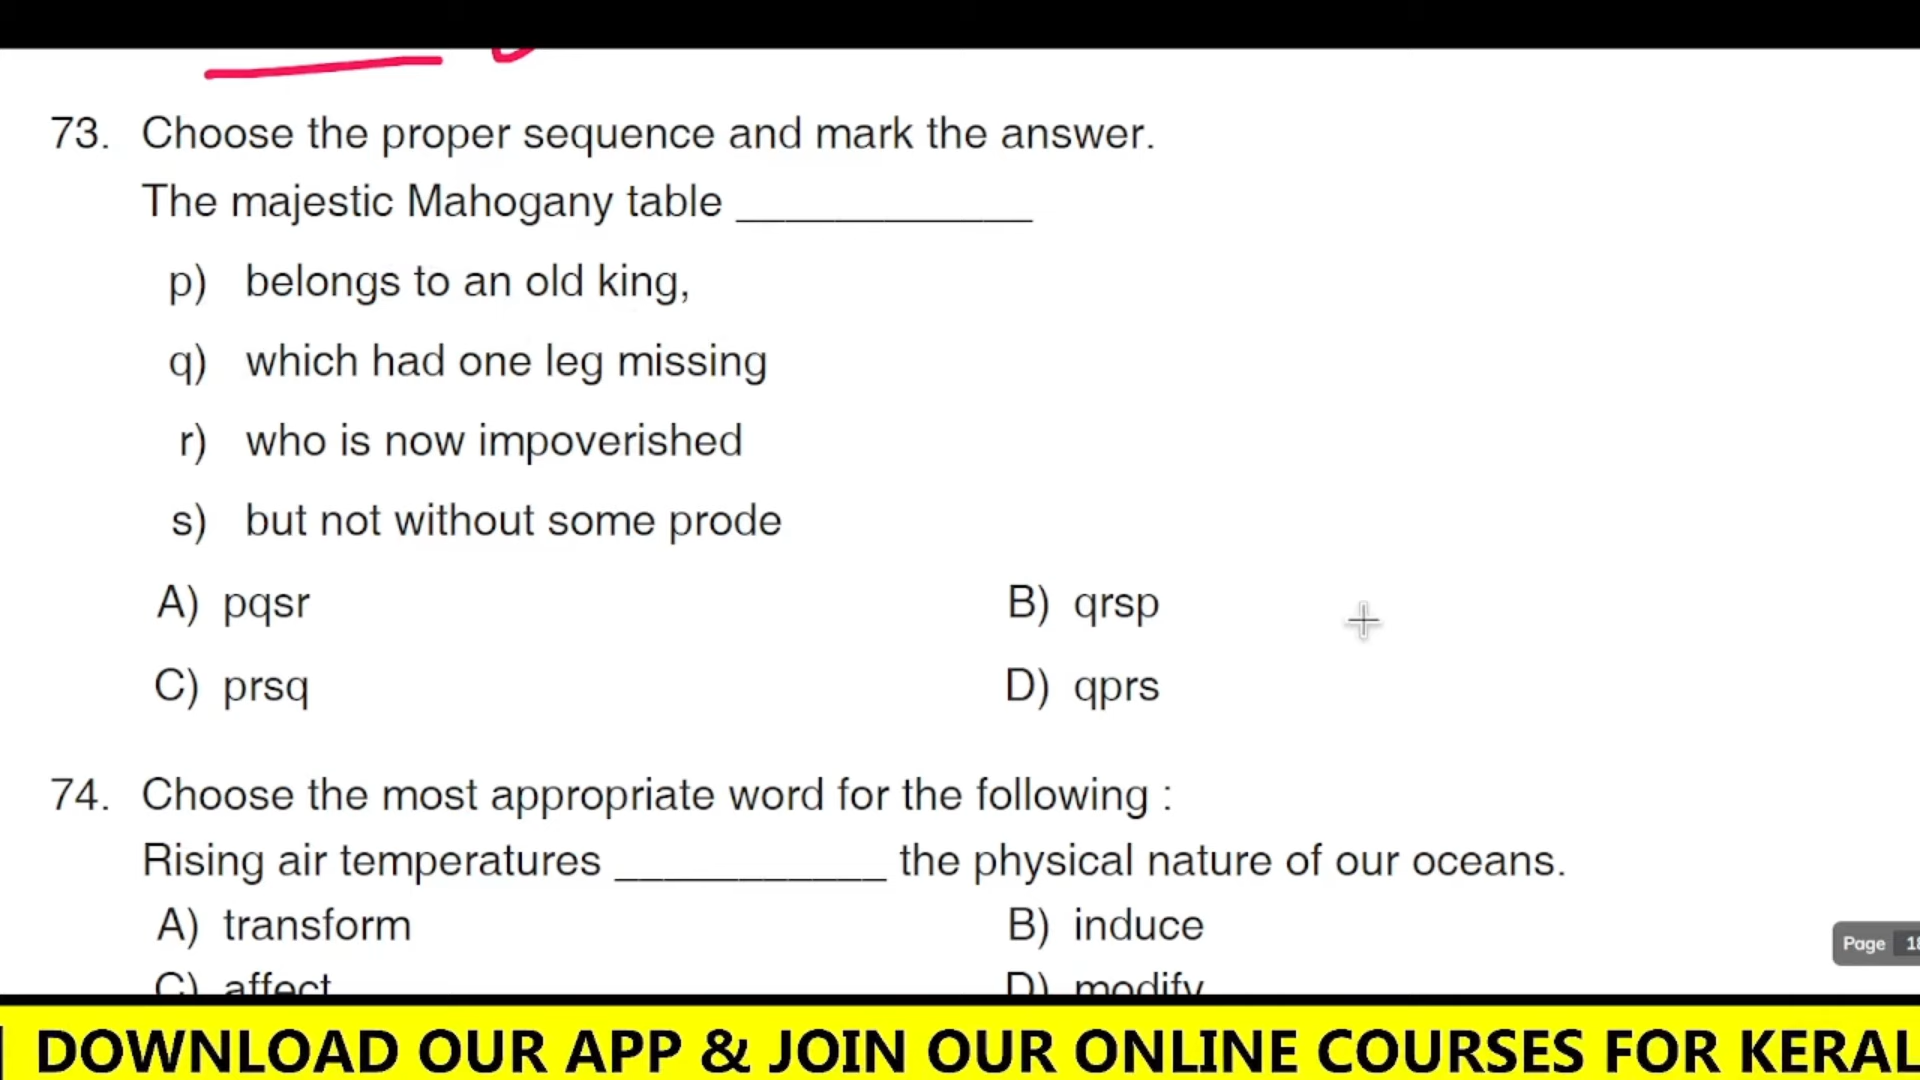 73. Choose the proper sequence and mark the answer.
The majestic Mahogany table ____________
p) belongs to an old king,
q) which had one leg missing
r) who is now impoverished
s) but not without some prode
A) pqsr B) qrsp
C) prsq D) qprs
74. Choose the most appropriate word for the following :
Rising air temperatures ___________ the physical nature of our oceans.
A) transform B) induce
Page 18
C) affect D) modify
DOWNLOAD OUR APP & JOIN OUR ONLINE COURSES FOR KERAL